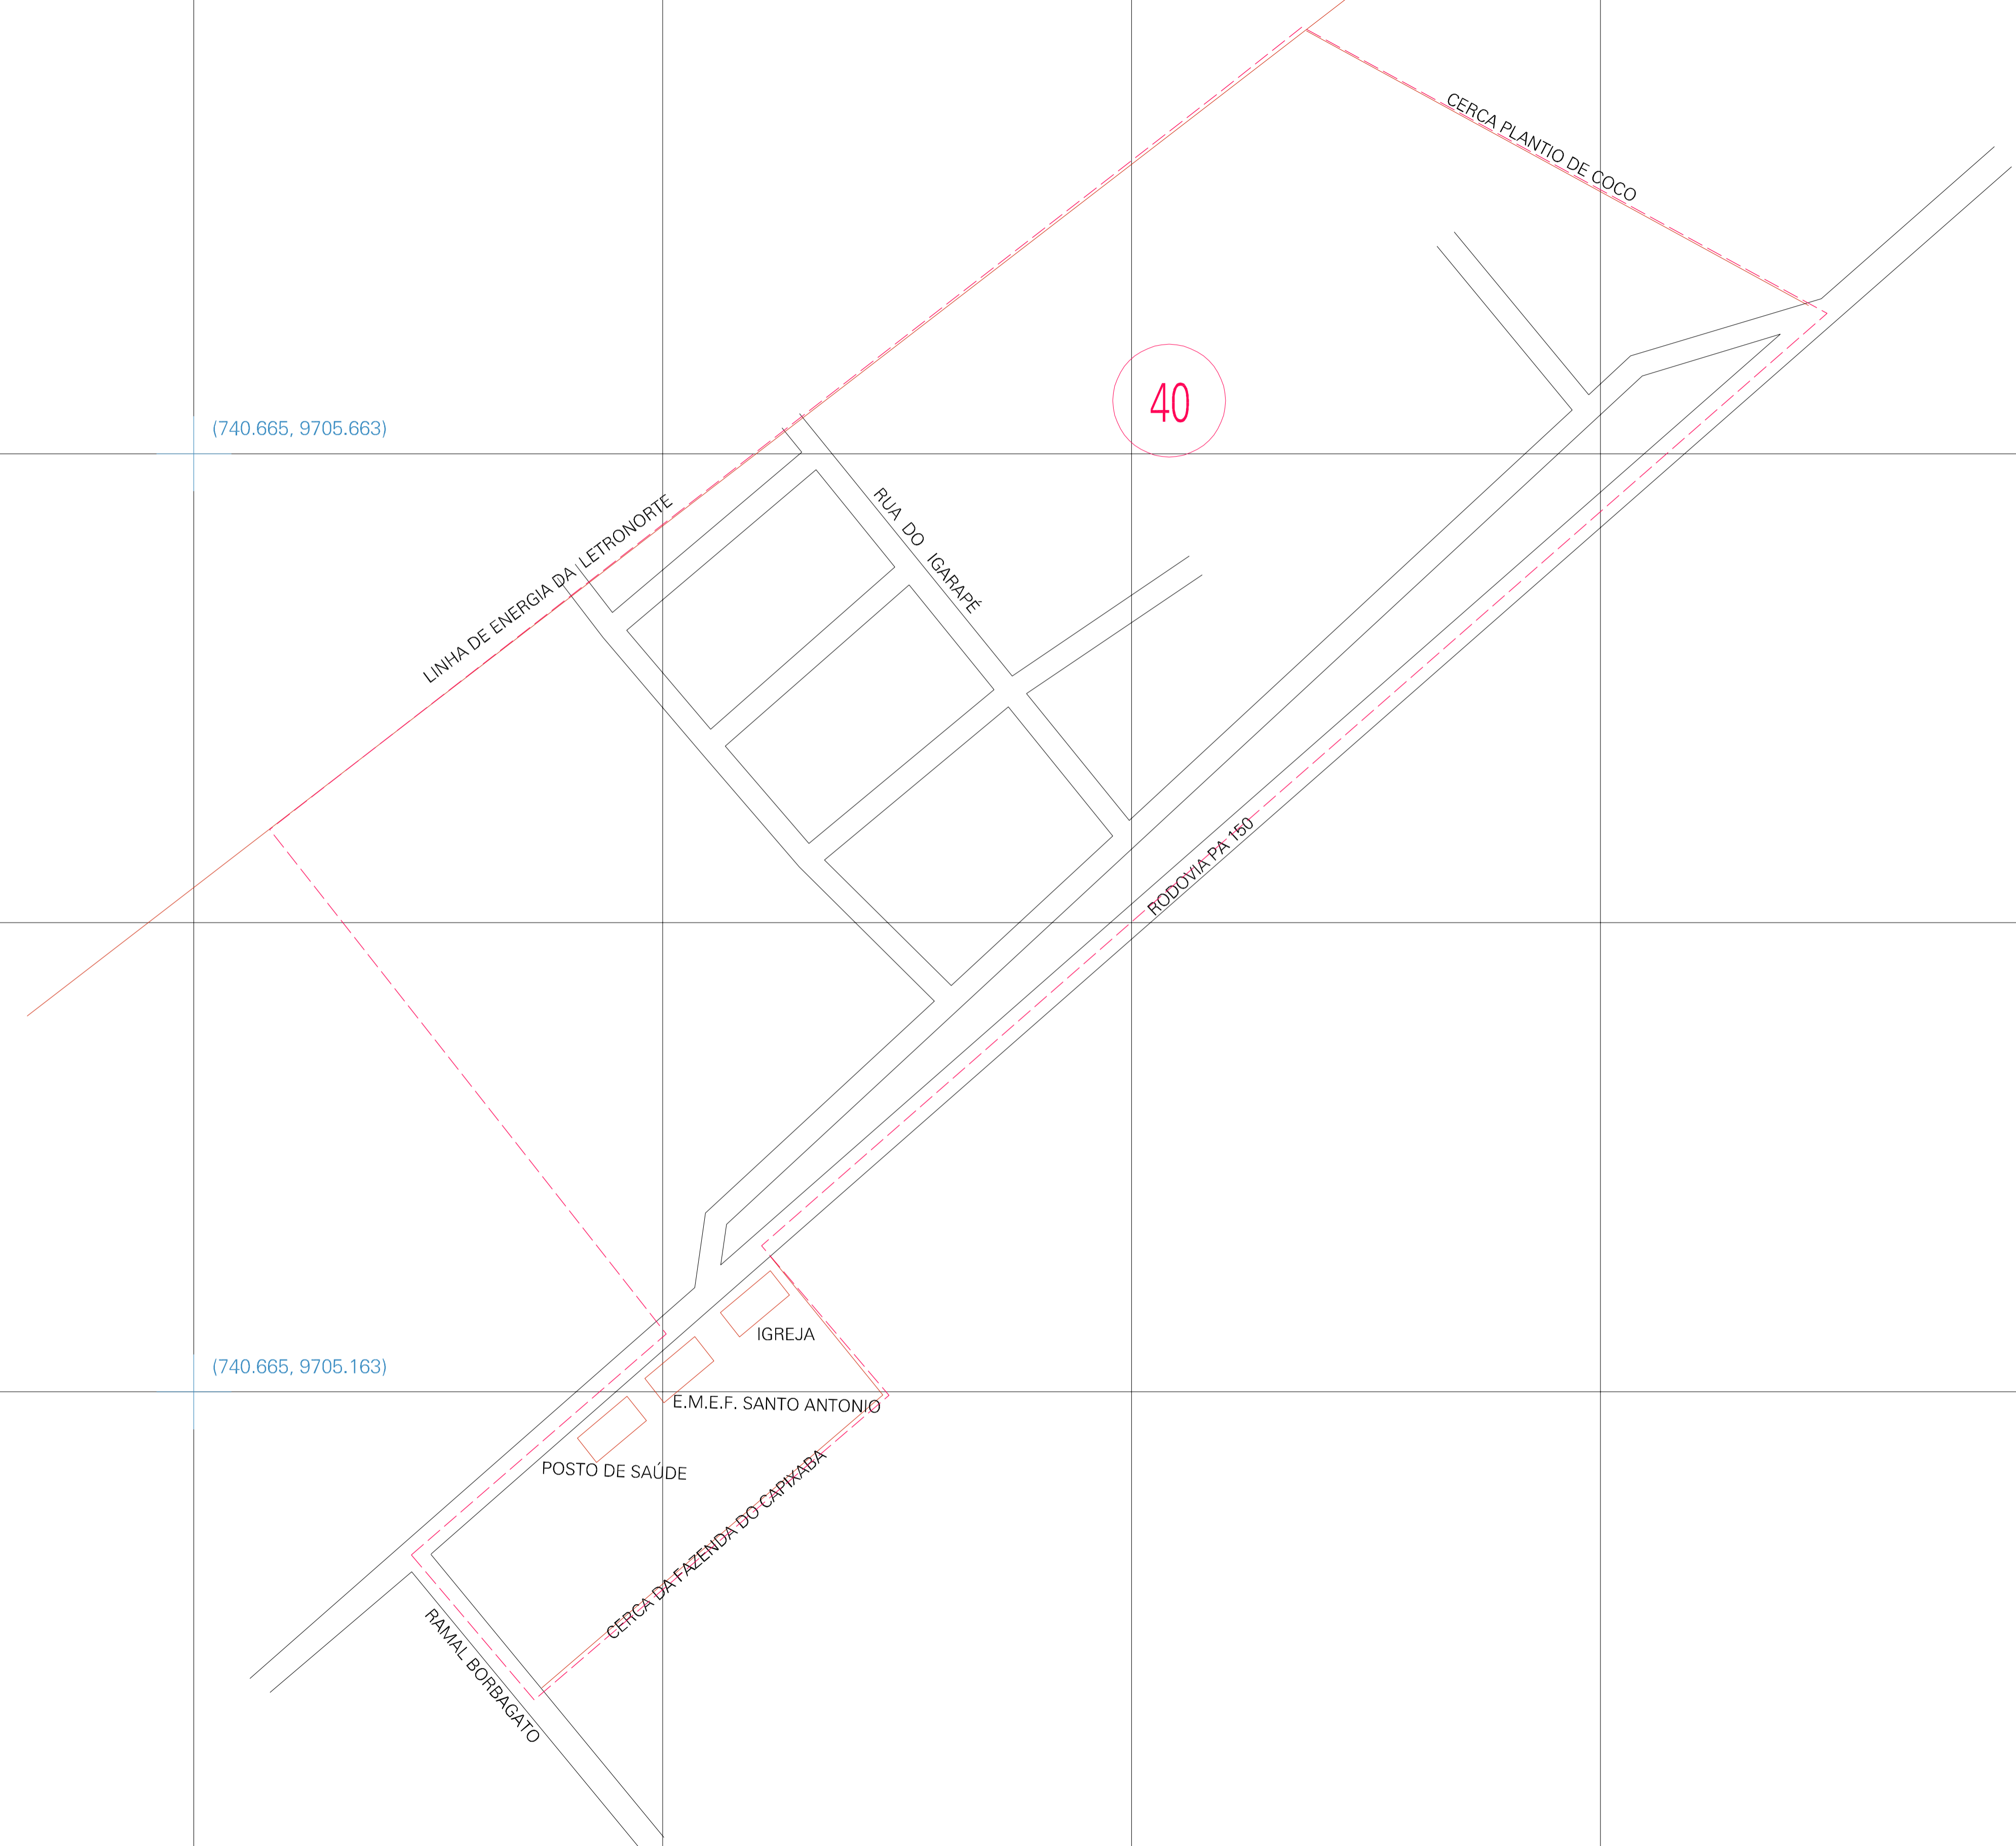 CERCA PLANTIO DE COCO
40
(740.665, 9705.663)
LINHA DE ENERGIA DA LETRONORTE
RUA DO IGARAPÉ
RODOVIA PA 150
IGREJA
(740.665, 9705.163)
E.M.E.F. SANTO ANTONIO
POSTO DE SAÚDE
CERCA DA FAZENDA DO CAPIXABA
RAMAL BORBAGATO